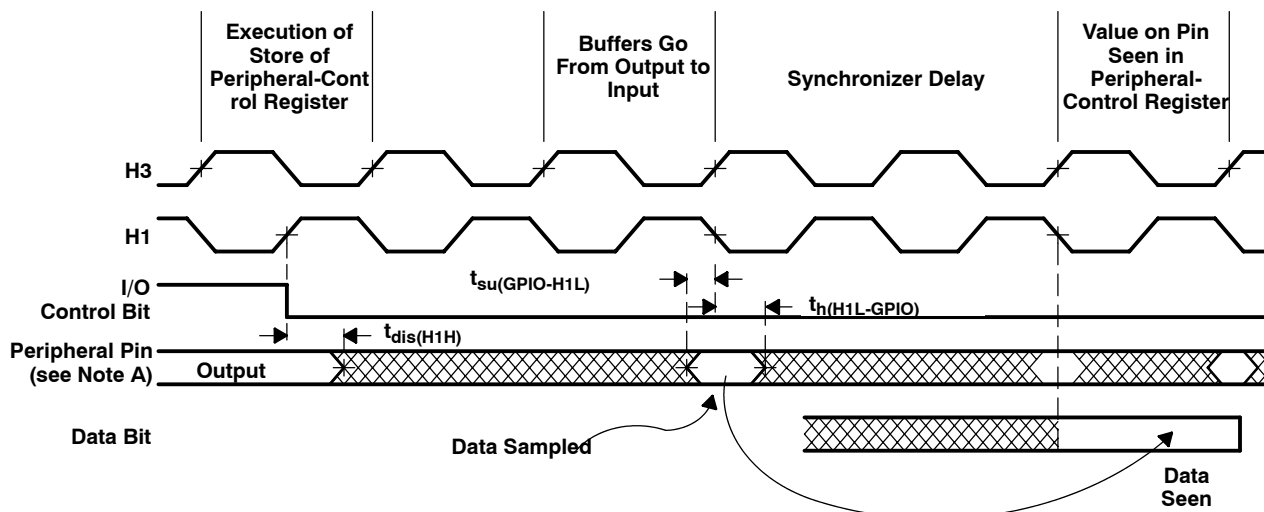 Execution of
Store of
Peripheral-Cont
rol Register
Buffers Go
From Output to
Input
Synchronizer Delay
Value on Pin
Seen in
Peripheral-
Control Register
H3
H1
I/O
Control Bit
tsu(GPIO-H1L)
th(H1L-GPIO)
tdis(H1H)
Peripheral Pin
(see Note A)
Output
Data Bit
Data Sampled
Data
Seen